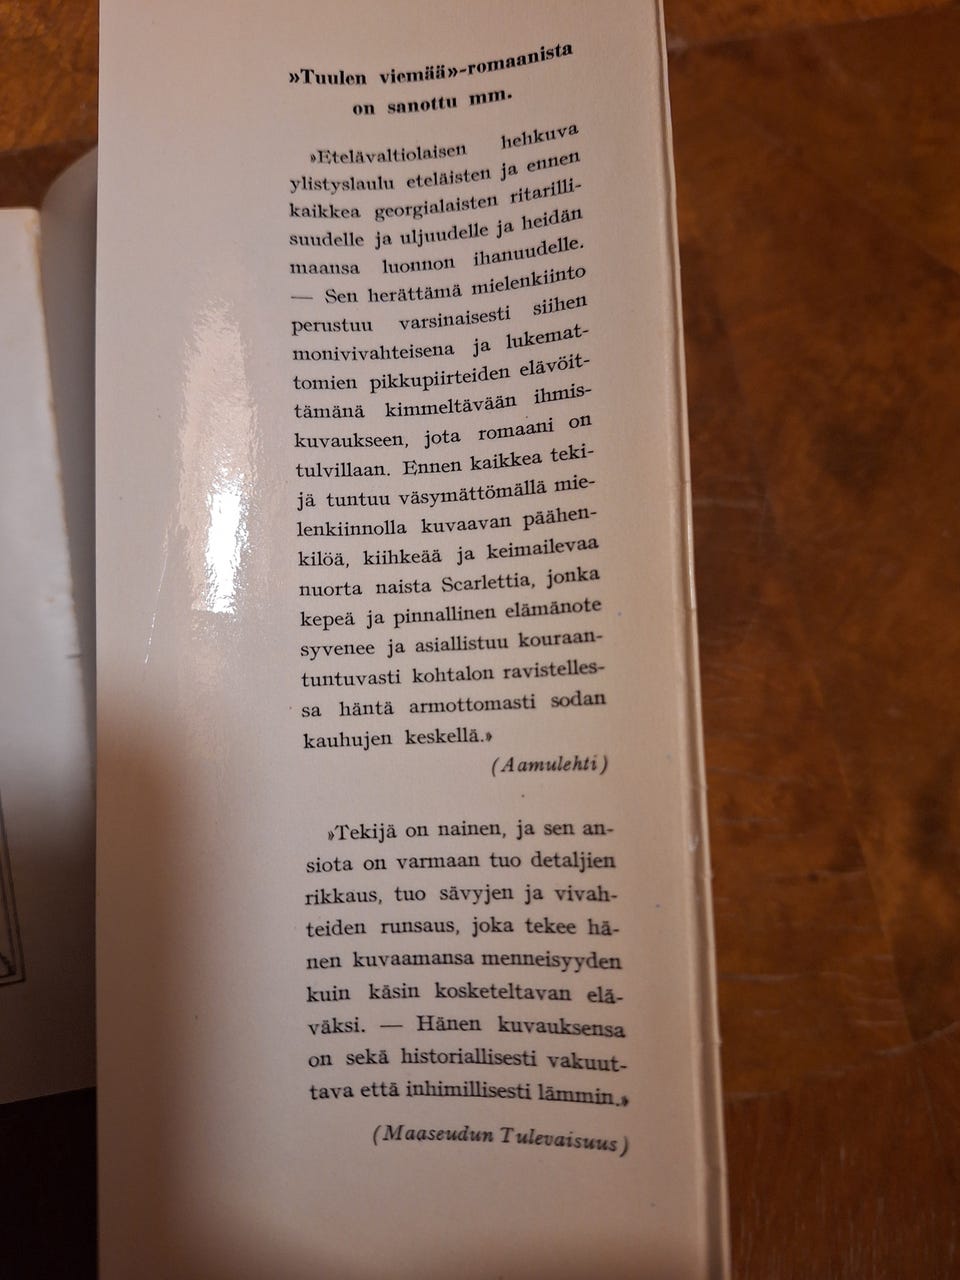 »Tuulen viemää»-romaanista
on sanottu mm.
»Etelävaltiolaisen hehkuva
ylistyslaulu eteläisten ja ennen
kaikkea georgialaisten ritarilli-
suudelle ja uljuudelle ja heidän
maansa luonnon ihanuudelle.
— Sen herättämä mielenkiinto
perustuu varsinaisesti siihen
monivivahteisena ja lukemat-
tomien pikkupiirteiden elävöit-
tämänä kimmeltävään ihmis-
kuvaukseen, jota romaani on
tulvillaan. Ennen kaikkea teki-
jä tuntuu väsymättömällä mie-
lenkiinnolla kuvaavan päähen-
kilöä, kiihkeää ja keimailevaa
nuorta naista Scarlettia, jonka
kepeä ja pinnallinen elämänote
syvenee ja asiallistuu kouraan-
tuntuvasti kohtalon ravistelles-
sa häntä armottomasti sodan
kauhujen keskellä.»
(Aamulehti)
»Tekijä on nainen, ja sen an-
siota on varmaan tuo detaljien
rikkaus, tuo sävyjen ja vivah-
teiden runsaus, joka tekee hä-
nen kuvaamansa menneisyyden
kuin käsin kosketeltavan elä-
väksi. — Hänen kuvauksensa
on sekä historiallisesti vakuut-
tava että inhimillisesti lämmin.»
(Maaseudun Tulevaisuus)